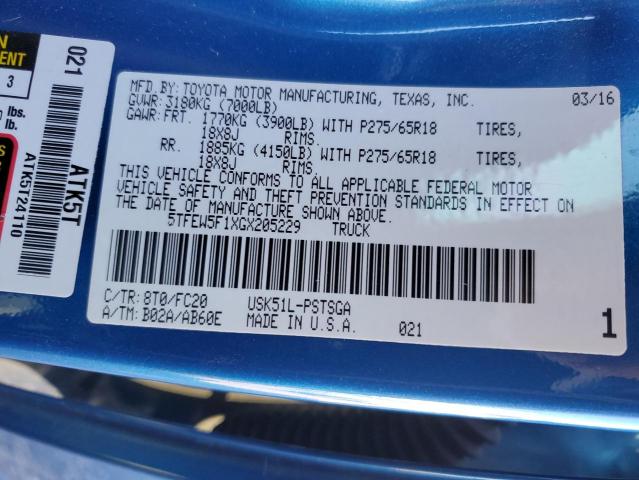 MFD.BY:TOYOTA MOTOR MANUFACTURING, TEXAS, INC. 03/16
GVWR:3180KG (7000LB)
GAWR:FRT. 1770KG (3900LB) WITH P275/65R18 TIRES,
18X8J RIMS.
RR. 1885KG (4150LB) WITH P275/65R18 TIRES,
18X8J RIMS.
THIS VEHICLE CONFORMS TO ALL APPLICABLE FEDERAL MOTOR
VEHICLE SAFETY AND THEFT PREVENTION STANDARDS IN EFFECT ON
THE DATE OF MANUFACTURE SHOWN ABOVE.
5TFEW5F1XGX205229 TRUCK
C/TR:8T0/FC20 USK51L-PSTSGA
A/TM:B02A/AB60E MADE IN U.S.A. 021 1
021
ATK5T
ATK5T24110
3
lbs.
lb.